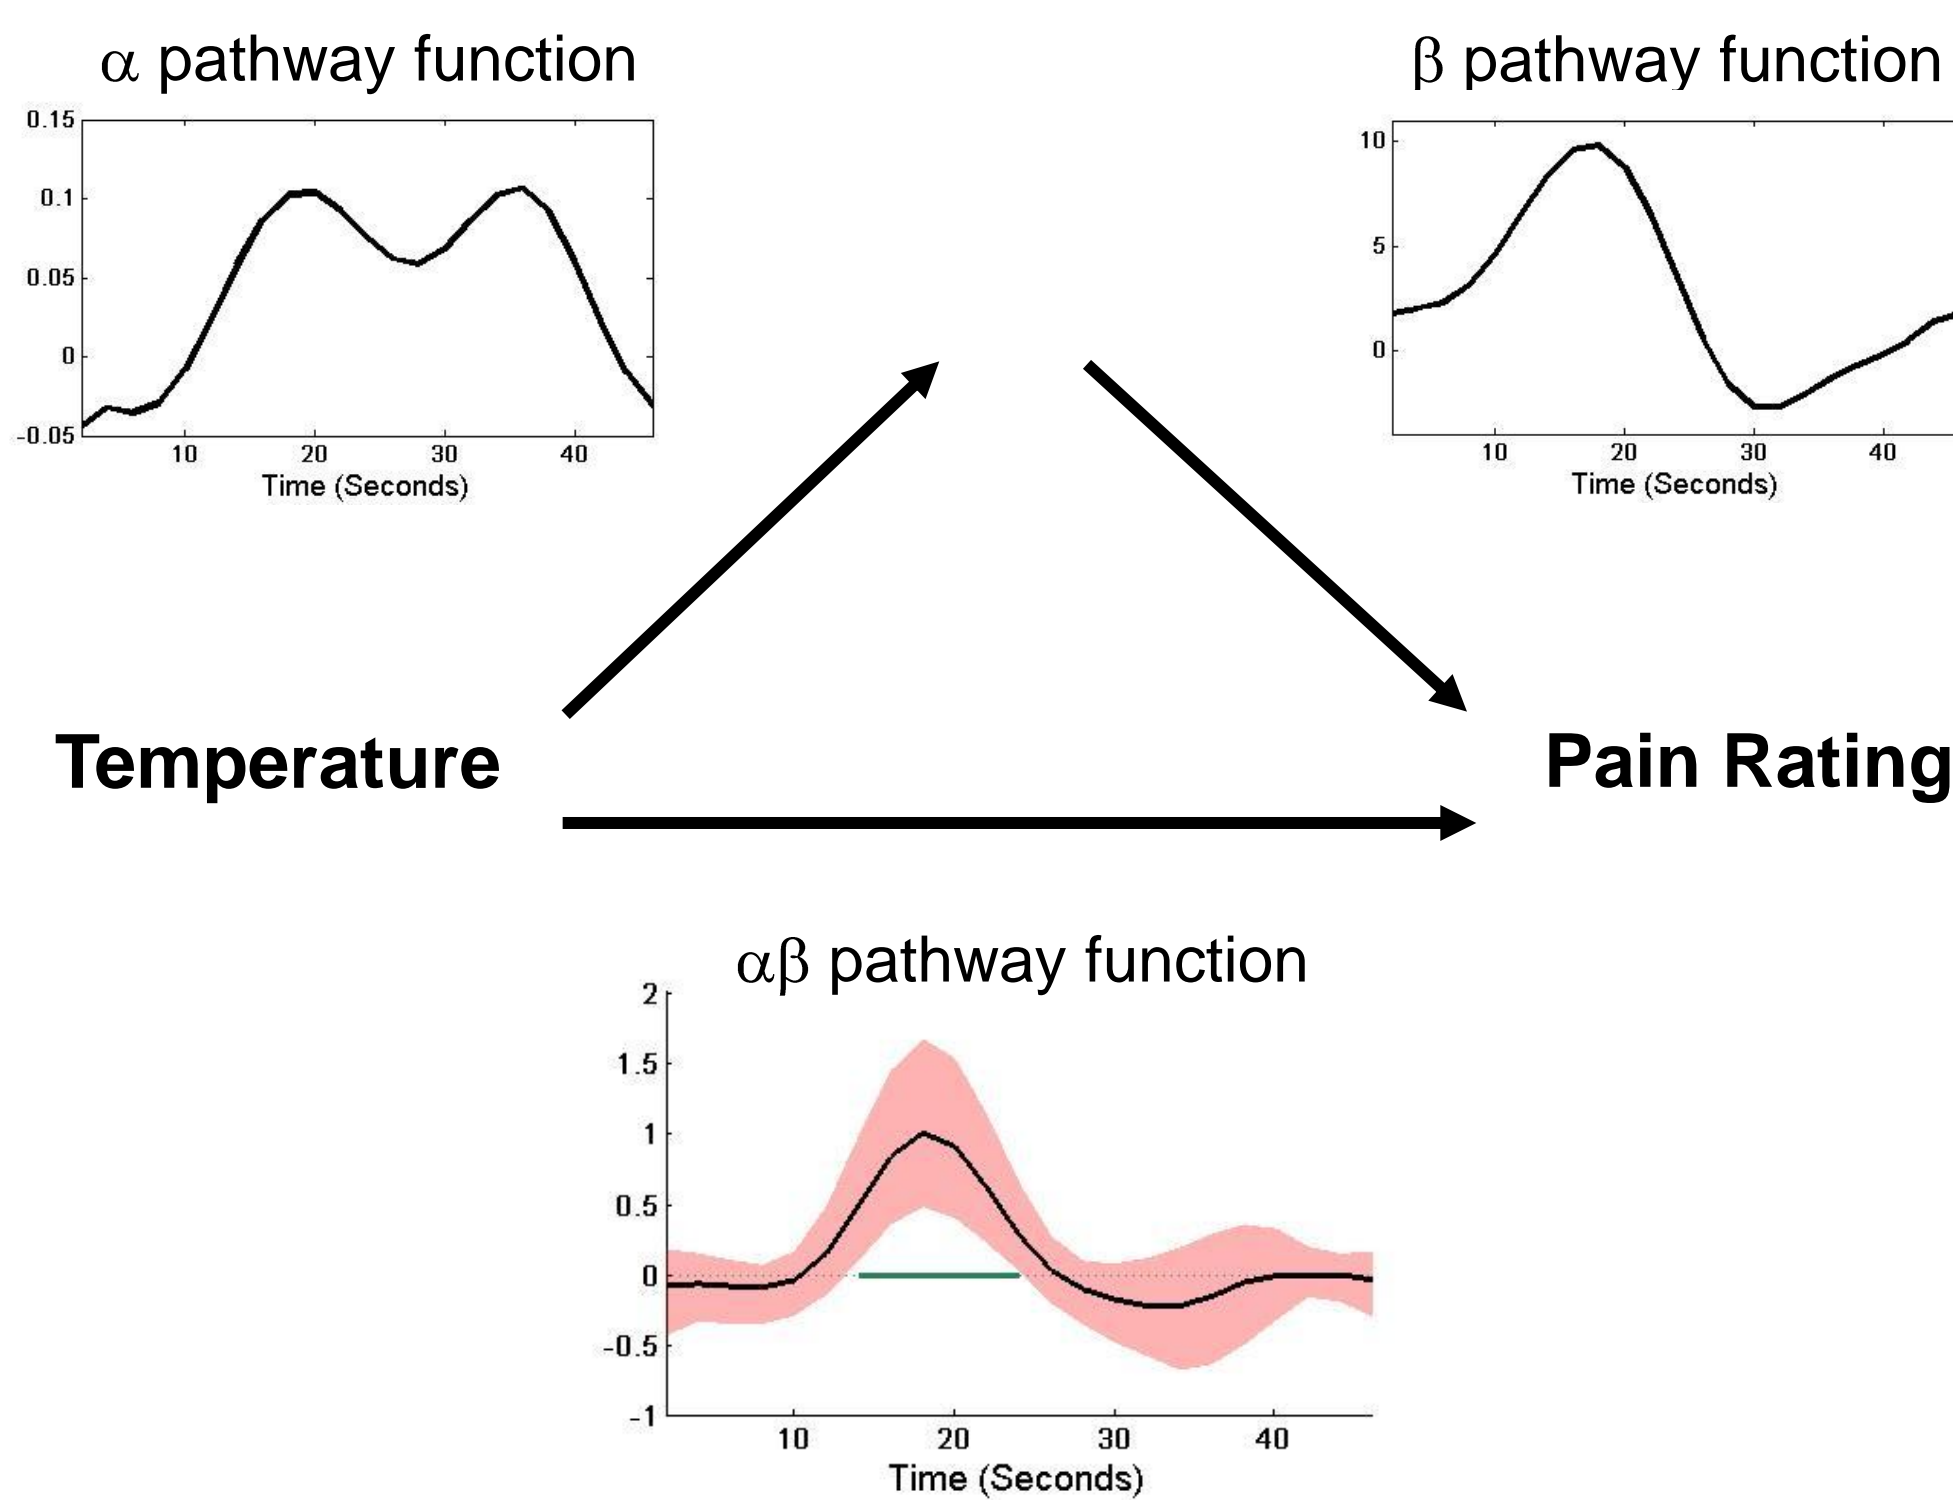 α pathway function
β pathway function
0.15
0.1
0.05
0
-0.05
10 20 30 40
Time (Seconds)
10
5
0
10 20 30 40
Time (Seconds)
Temperature
Pain Rating
αβ pathway function
2
1.5
1
0.5
0
-0.5
-1
10 20 30 40
Time (Seconds)